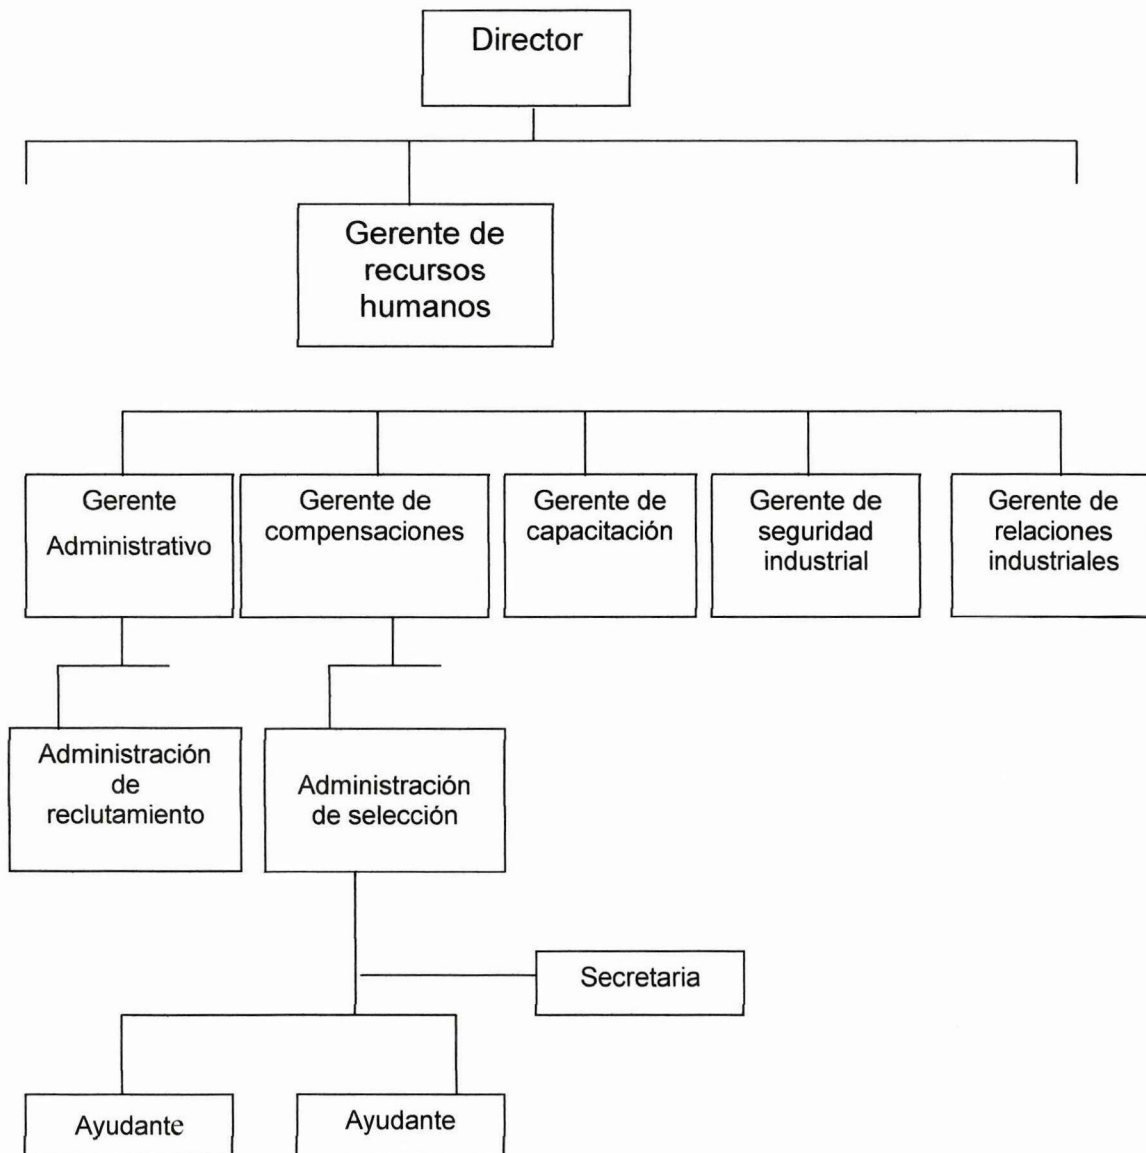 Director
Gerente de
recursos
humanos
Gerente
Administrativo
Gerente de
compensaciones
Gerente de
capacitación
Gerente de
seguridad
industrial
Gerente de
relaciones
industriales
Administración
de
reclutamiento
Administración
de selección
Secretaria
Ayudante
Ayudante